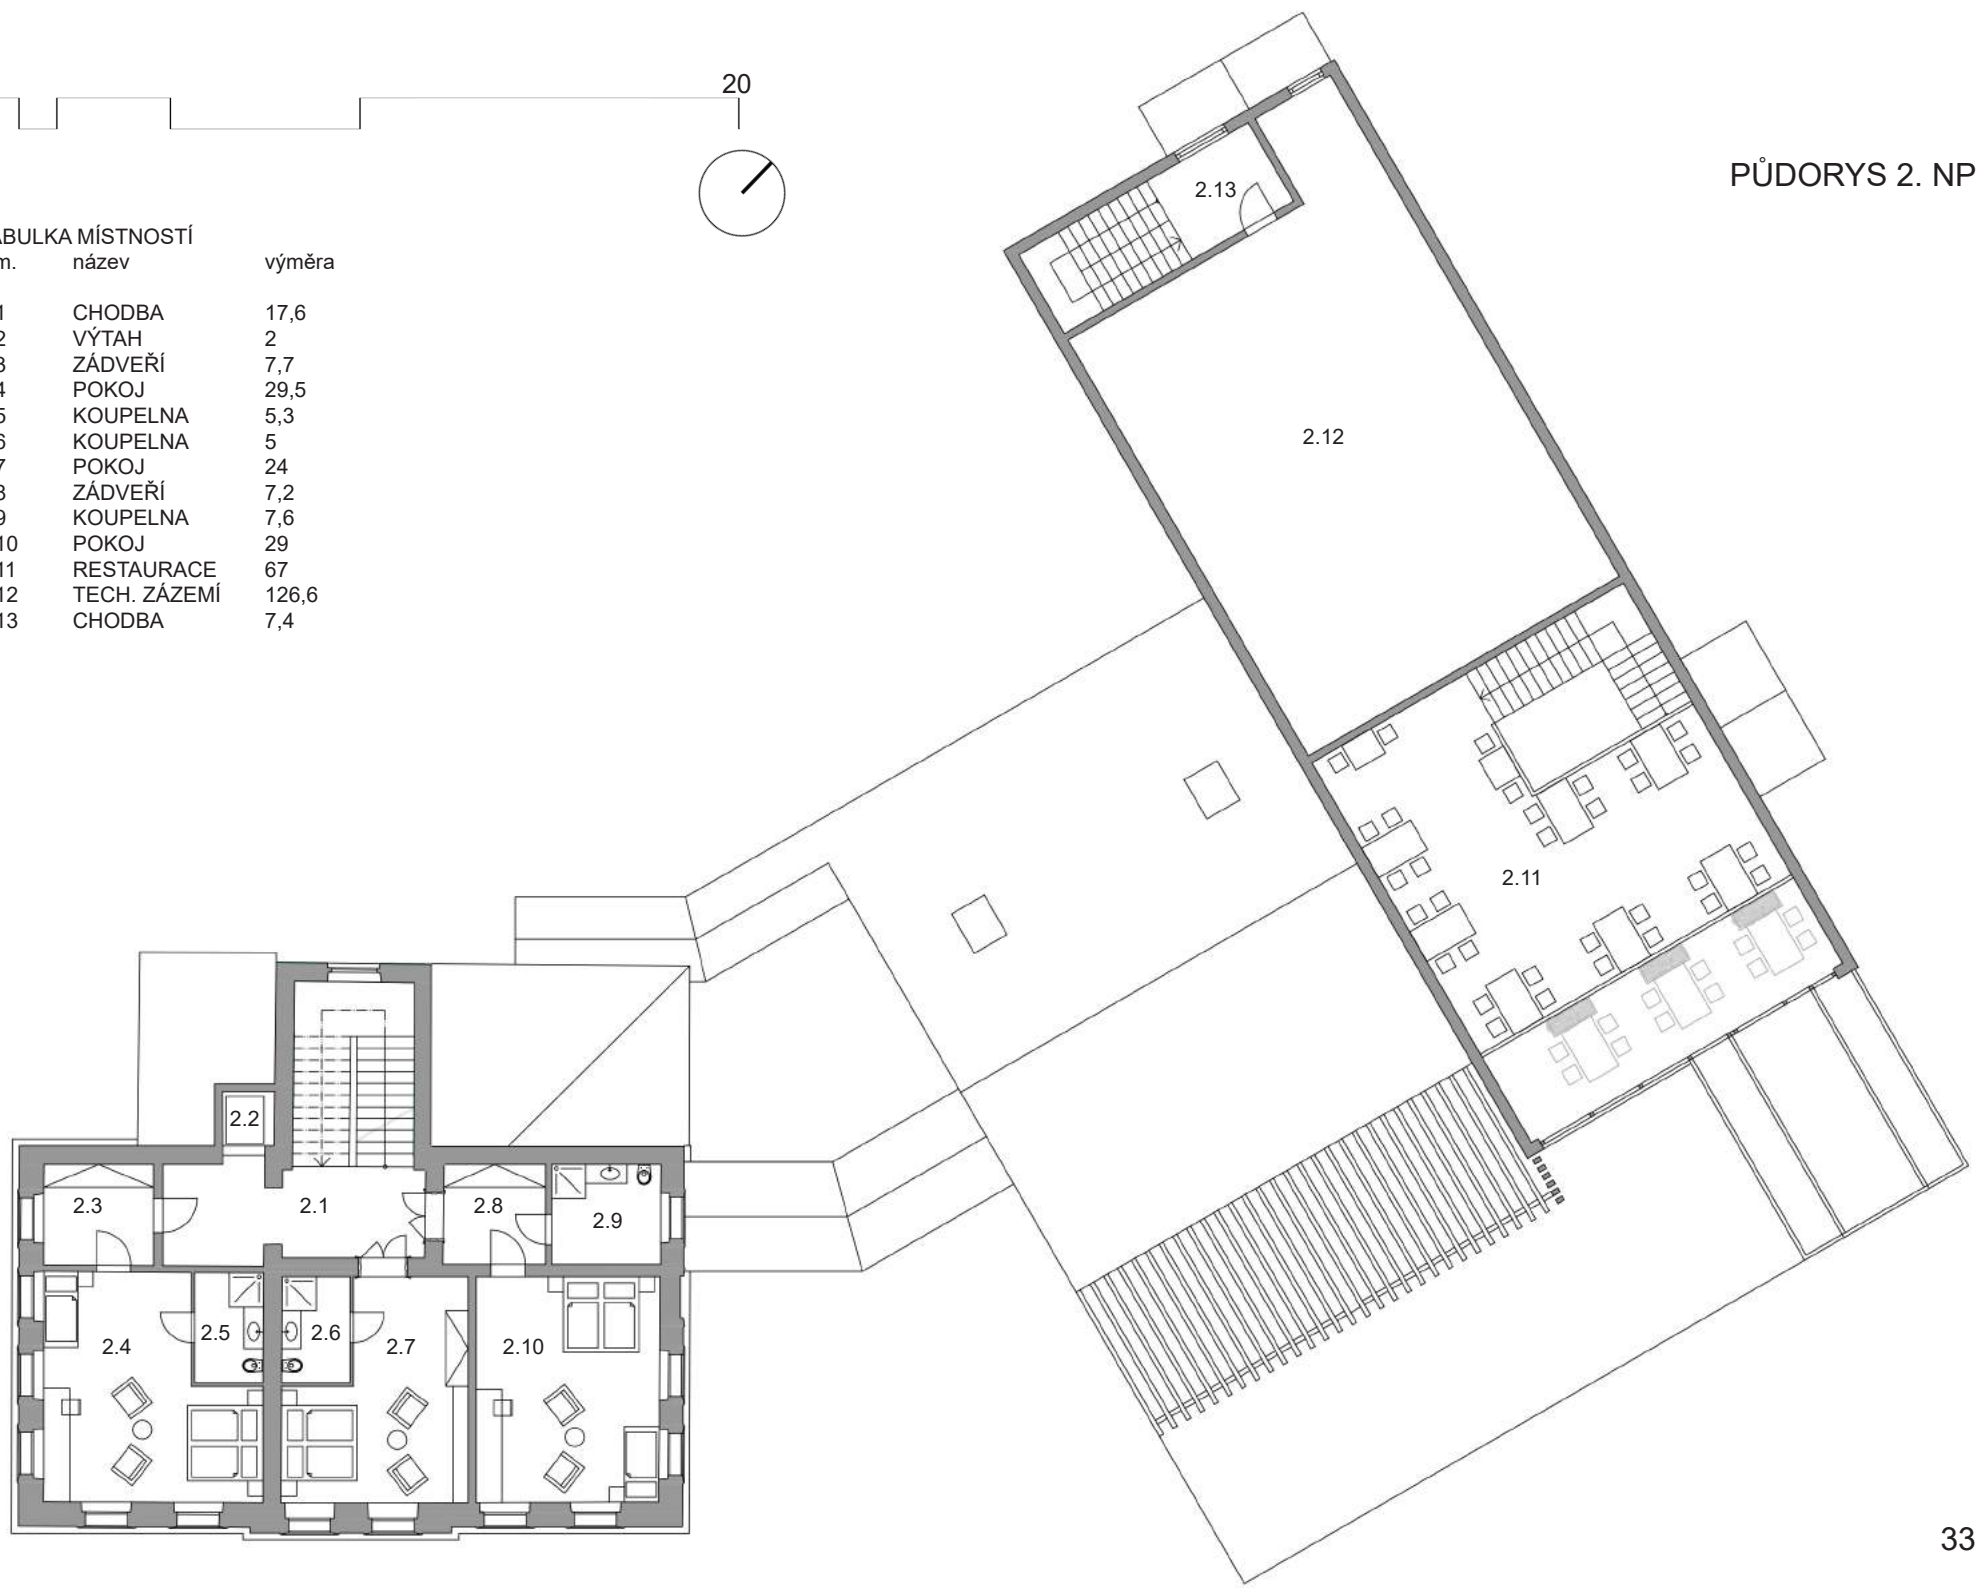 20
PŮDORYS 2. NP
ABULKA MÍSTNOSTÍ
m. název výměra
1 CHODBA 17,6
2 VÝTAH 2
3 ZÁDVEŘÍ 7,7
4 POKOJ 29,5
5 KOUPELNA 5,3
6 KOUPELNA 5
7 POKOJ 24
8 ZÁDVEŘÍ 7,2
9 KOUPELNA 7,6
10 POKOJ 29
11 RESTAURACE 67
12 TECH. ZÁZEMÍ 126,6
13 CHODBA 7,4
2.13
2.12
2.11
2.2
2.3
2.1
2.8
2.9
2.4
2.5
2.6
2.7
2.10
33